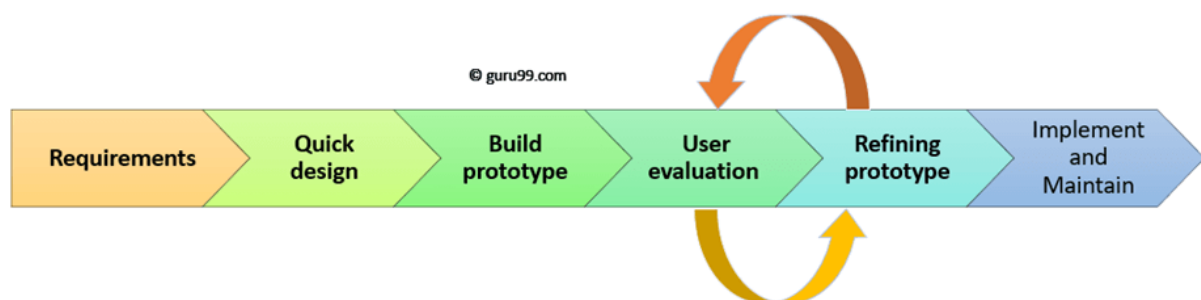 © guru99.com
Requirements
Quick
design
Build
prototype
User
evaluation
Refining
prototype
Implement
and
Maintain